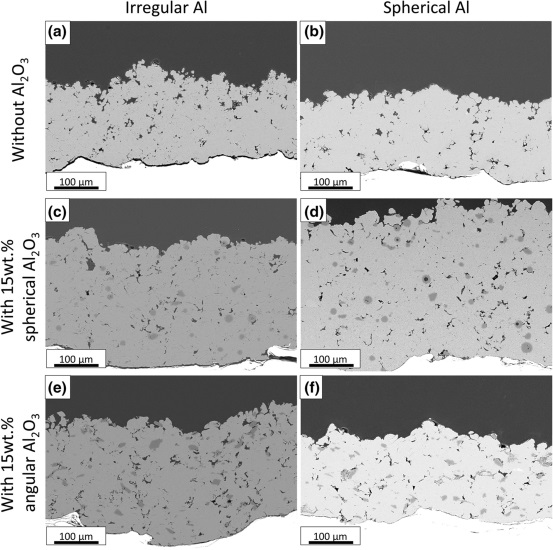 Irregular Al
Spherical Al
Without Al₂O₃
(a)
100 µm
(b)
100 µm
With 15wt.%
spherical Al₂O₃
(c)
100 µm
(d)
100 µm
With 15wt.%
angular Al₂O₃
(e)
100 µm
(f)
100 µm